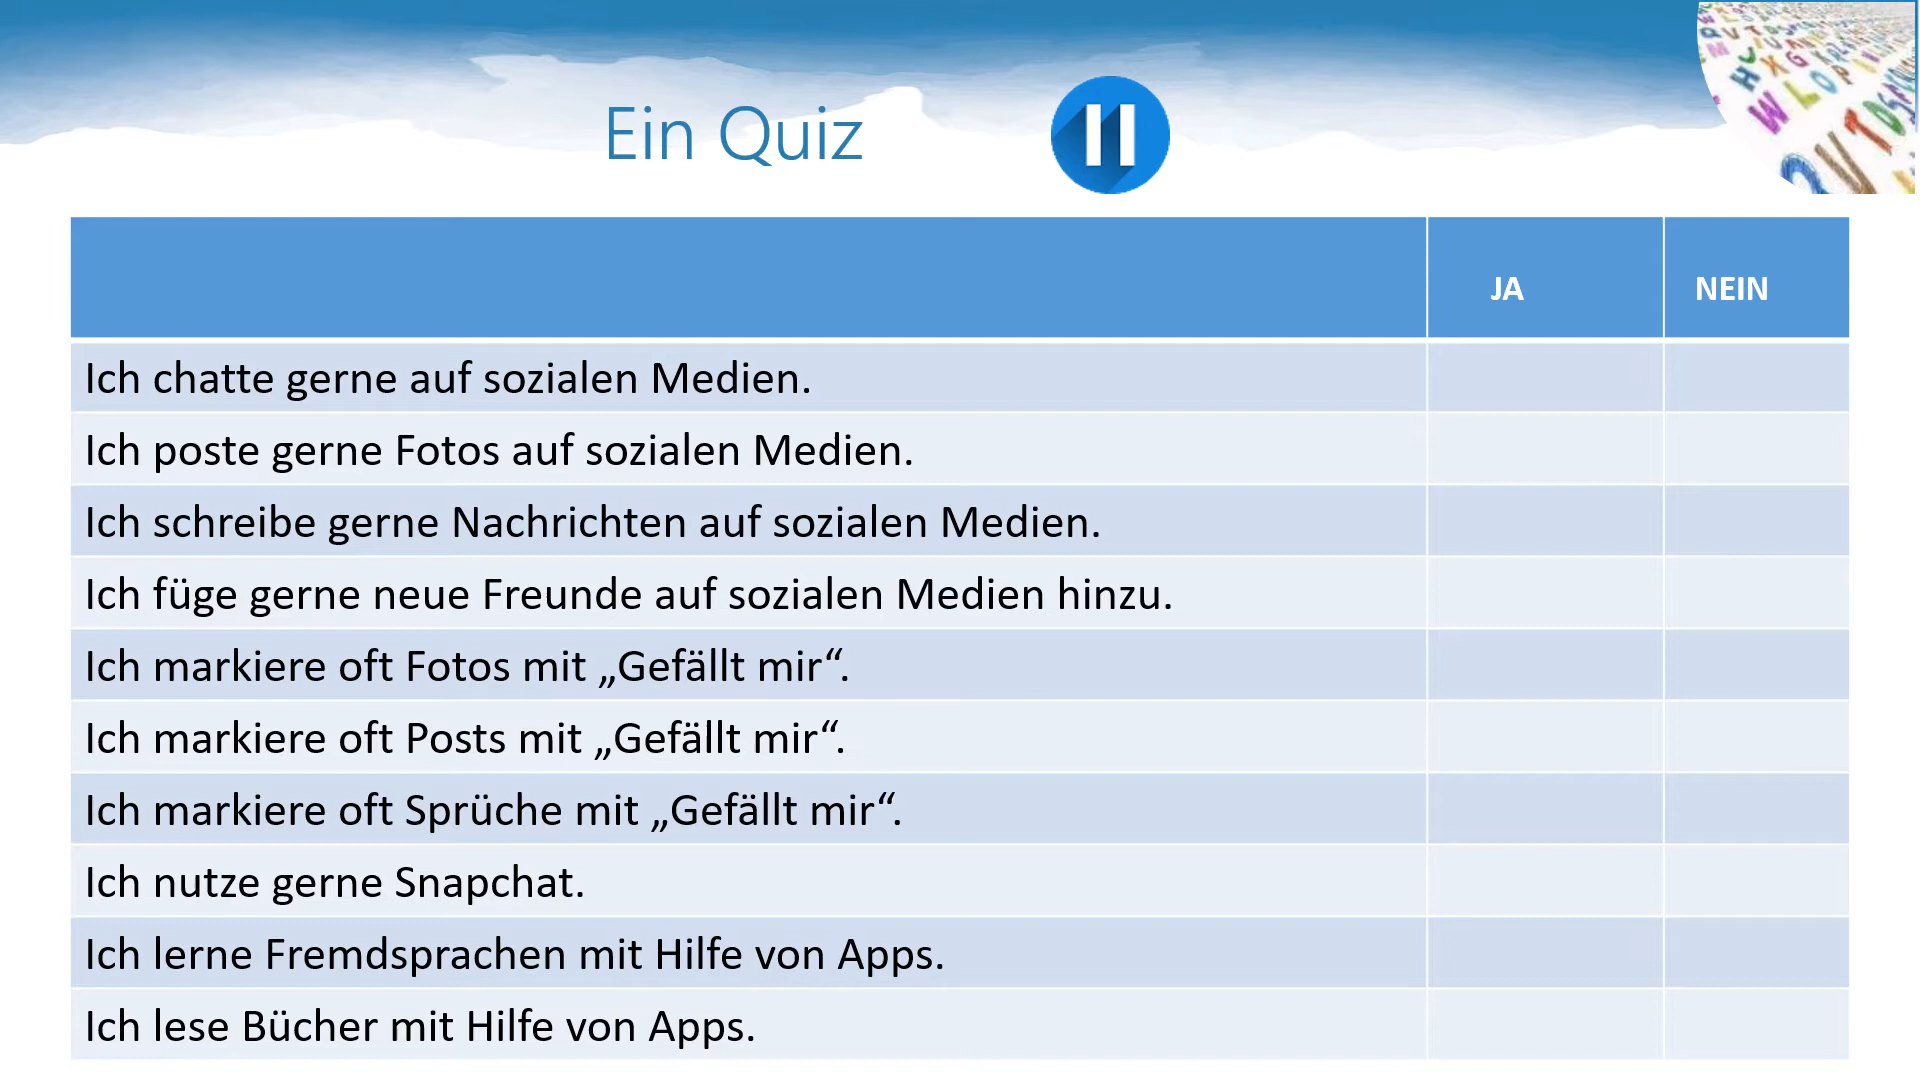 Ein Quiz
JA NEIN
Ich chatte gerne auf sozialen Medien.
Ich poste gerne Fotos auf sozialen Medien.
Ich schreibe gerne Nachrichten auf sozialen Medien.
Ich füge gerne neue Freunde auf sozialen Medien hinzu.
Ich markiere oft Fotos mit „Gefällt mir“.
Ich markiere oft Posts mit „Gefällt mir“.
Ich markiere oft Sprüche mit „Gefällt mir“.
Ich nutze gerne Snapchat.
Ich lerne Fremdsprachen mit Hilfe von Apps.
Ich lese Bücher mit Hilfe von Apps.